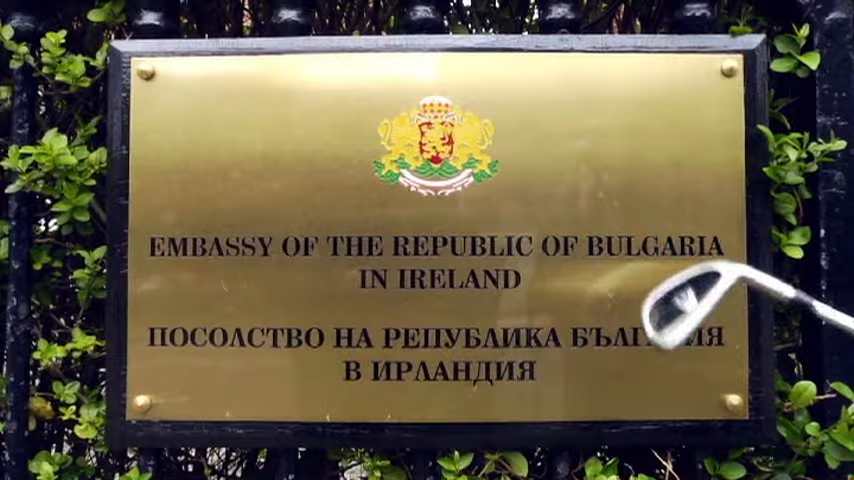 EMBASSY OF THE REPUBLIC OF BULGARIA
IN IRELAND
ПОСОЛСТВО НА РЕПУБЛИКА
В ИРЛАНДИЯ